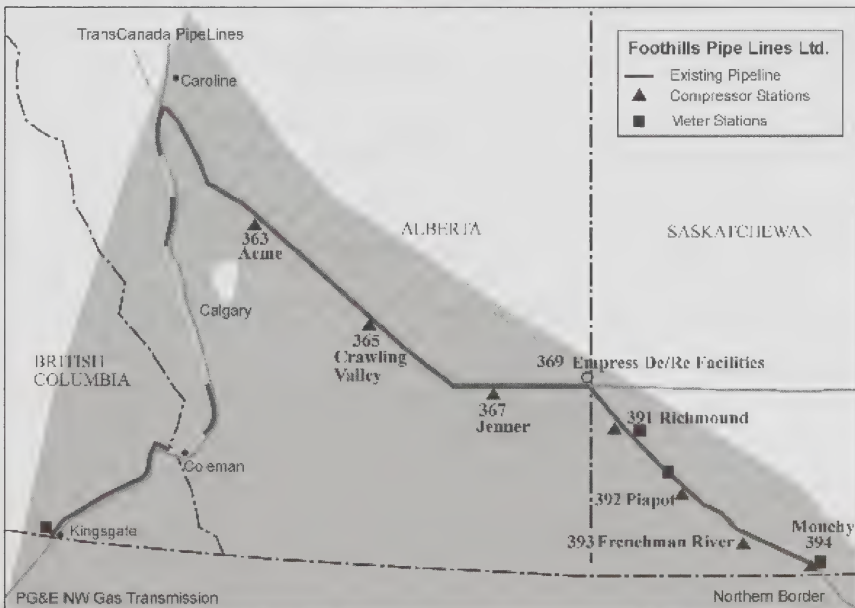 TransCanada PipeLines
Caroline
Foothills Pipe Lines Ltd.
Existing Pipeline
Compressor Stations
Meter Stations
363
Acme
ALBERTA
SASKATCHEWAN
Calgary
365
Crawling
Valley
BRITISH
COLUMBIA
369 Empress De/Re Facilities
367
Jenner
391 Richmound
Coleman
392 Piapot
Kingsgate
393 Frenchman River
Monchy
394
PG&E NW Gas Transmission
Northern Border